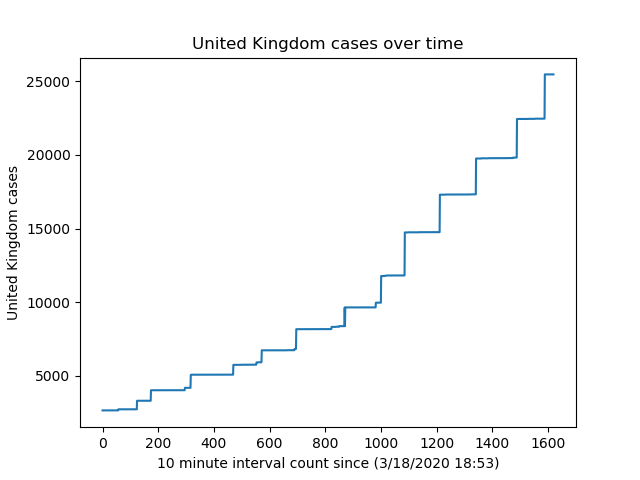 United Kingdom cases over time
25000
20000
15000
10000
5000
United Kingdom cases
0 200 400 600 800 1000 1200 1400 1600
10 minute interval count since (3/18/2020 18:53)